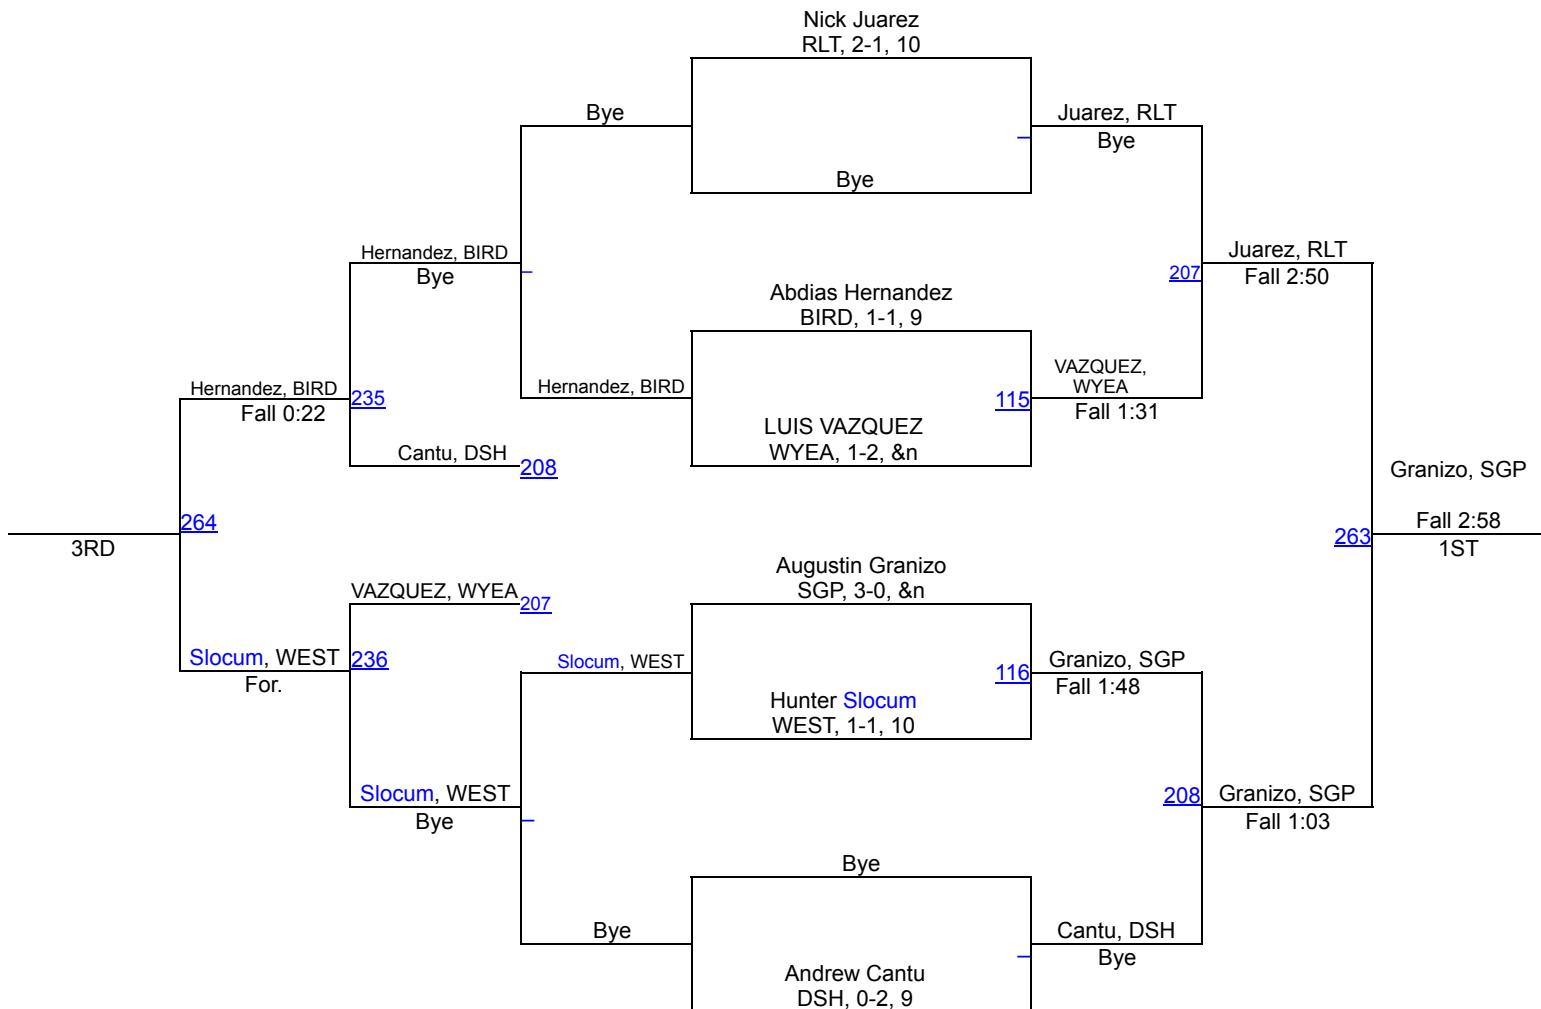 Nick Juarez
RLT, 2-1, 10
Bye
Juarez, RLT
Bye
Bye
Hernandez, BIRD
Bye
Juarez, RLT
207
Fall 2:50
Abdias Hernandez
BIRD, 1-1, 9
Hernandez, BIRD
235
Fall 0:22
Hernandez, BIRD
115
VAZQUEZ,
WYEA
Fall 1:31
LUIS VAZQUEZ
WYEA, 1-2, &n
Cantu, DSH
208
Granizo, SGP
264
3RD
263
Fall 2:58
1ST
Augustin Granizo
SGP, 3-0, &n
VAZQUEZ, WYEA
207
Slocum, WEST
236
For.
Slocum, WEST
116
Granizo, SGP
Fall 1:48
Hunter Slocum
WEST, 1-1, 10
Slocum, WEST
Bye
208
Granizo, SGP
Fall 1:03
Bye
Bye
Cantu, DSH
Bye
Andrew Cantu
DSH, 0-2, 9